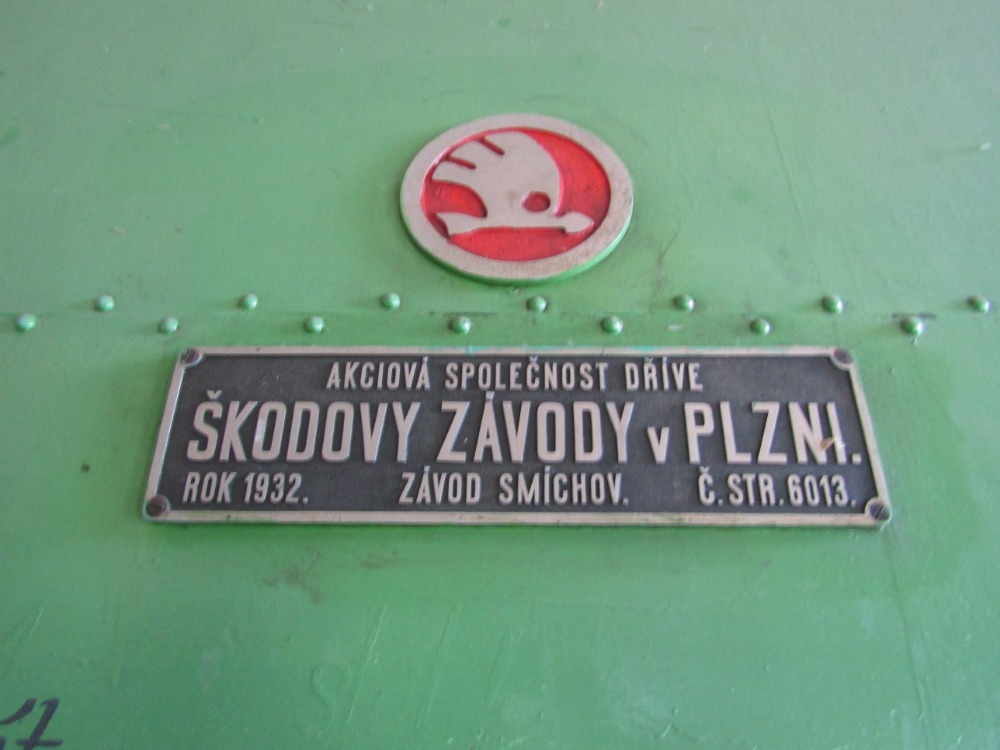 AKCIOVÁ SPOLEČNOST DŘÍVE
ŠKODOVY ZÁVODY v PLZNI.
ROK 1932. ZÁVOD SMÍCHOV. Č. STR. 6013.